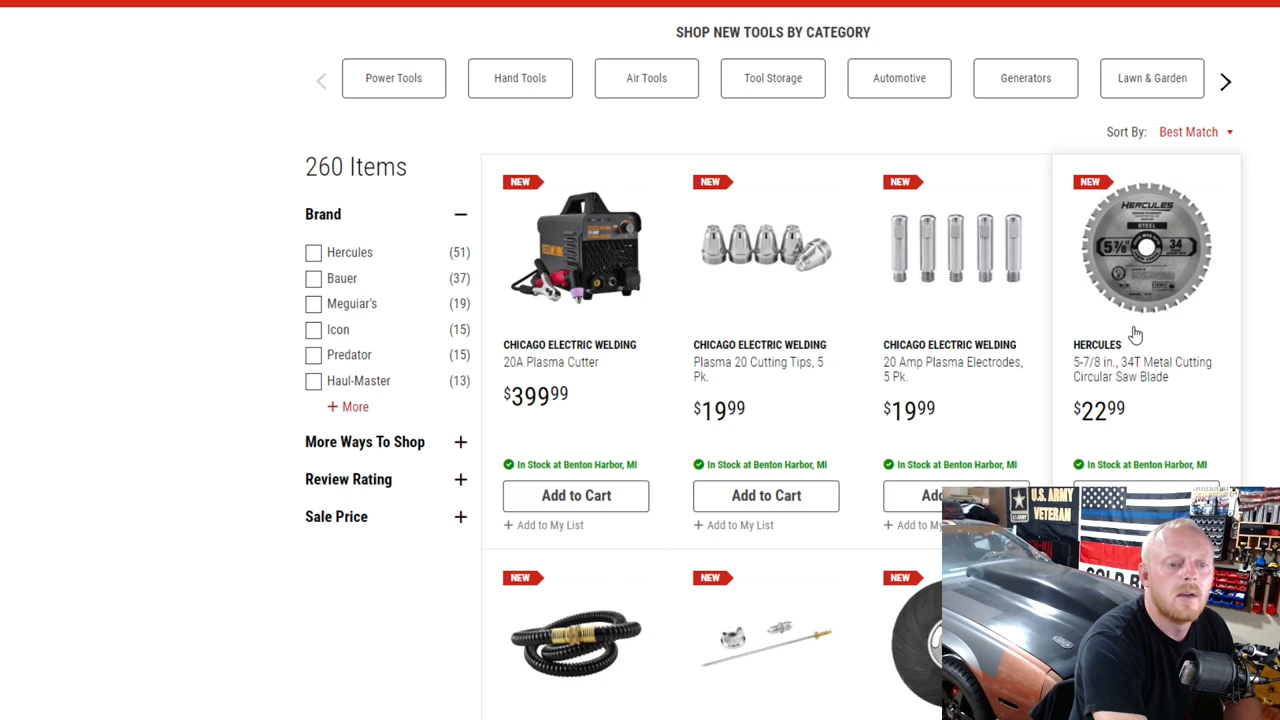 SHOP NEW TOOLS BY CATEGORY
Power Tools
Hand Tools
Air Tools
Tool Storage
Automotive
Generators
Lawn & Garden
Sort By: Best Match
260 Items
Brand
Hercules (51)
Bauer (37)
Meguiar's (19)
Icon (15)
Predator (15)
Haul-Master (13)
+ More
More Ways To Shop
Review Rating
Sale Price
NEW
CHICAGO ELECTRIC WELDING
20A Plasma Cutter
$399 99
In Stock at Benton Harbor, MI
Add to Cart
+ Add to My List
NEW
CHICAGO ELECTRIC WELDING
Plasma 20 Cutting Tips, 5
Pk.
$19 99
In Stock at Benton Harbor, MI
Add to Cart
+ Add to My List
NEW
CHICAGO ELECTRIC WELDING
20 Amp Plasma Electrodes,
5 Pk.
$19 99
In Stock at Benton Harbor, MI
Add
+ Add to My
NEW
HERCULES
STEEL
5-7/8" 34
HERCULES
5-7/8 in., 34T Metal Cutting
Circular Saw Blade
$22 99
In Stock at Benton Harbor, MI
NEW
NEW
NEW
U.S. ARMY
VETERAN